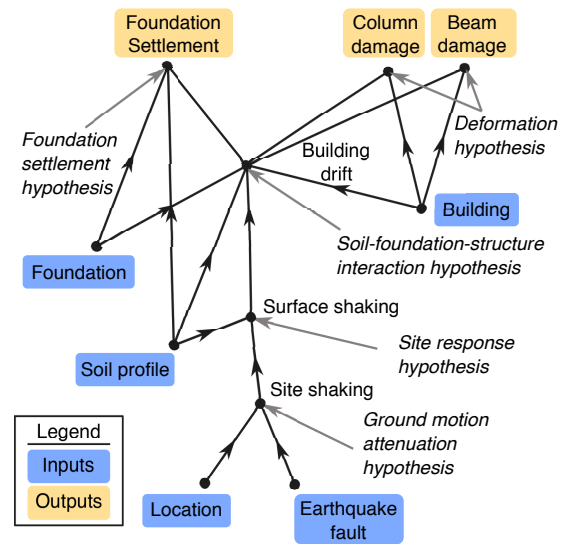 Foundation
Settlement
Column
damage
Beam
damage
Foundation
settlement
hypothesis
Deformation
hypothesis
Building
drift
Building
Soil-foundation-structure
interaction hypothesis
Foundation
Surface shaking
Site response
hypothesis
Soil profile
Site shaking
Ground motion
attenuation
hypothesis
Legend
Inputs
Outputs
Location
Earthquake
fault